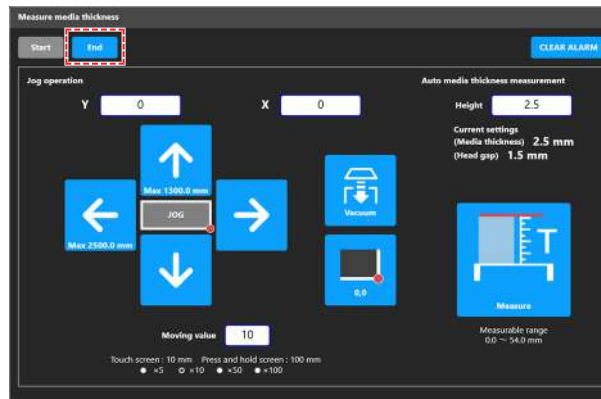 Measure media thickness
Start
End
CLEAR ALARM
Jog operation
Auto media thickness measurement
Y 0
X 0
Height 2.5
Current settings
(Media thickness) 2.5 mm
(Head gap) 1.5 mm
Max 1300.0 mm
JOG
Max 2500.0 mm
Vacuum
0,0
T
Measure
Moving value 10
Measurable range
0.0 ~ 54.0 mm
Touch screen : 10 mm Press and hold screen : 100 mm
×5 ×10 ×50 ×100